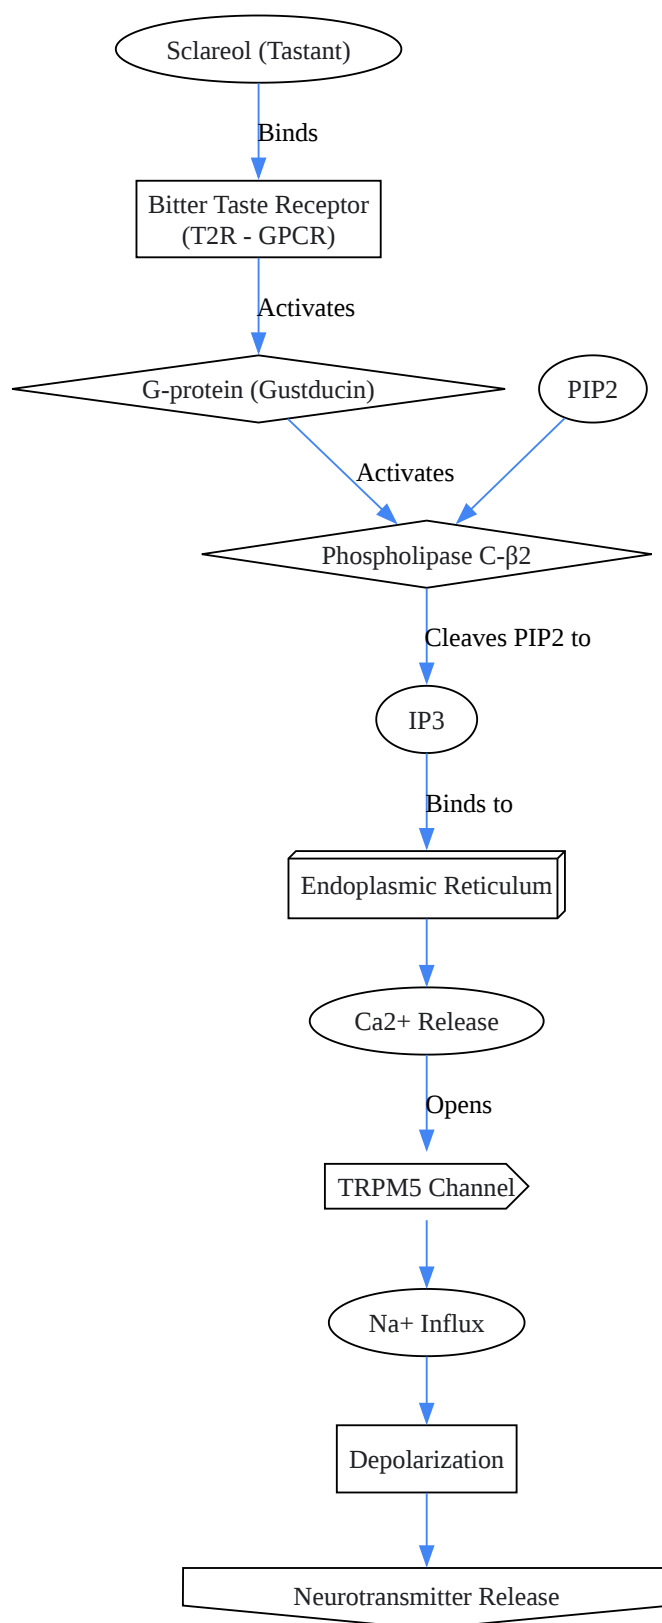 Sclareol (Tastant)
Binds
Bitter Taste Receptor
(T2R - GPCR)
Activates
G-protein (Gustducin)
PIP2
Activates
Phospholipase C-β2
Cleaves PIP2 to
IP3
Binds to
Endoplasmic Reticulum
Ca2+ Release
Opens
TRPM5 Channel
Na+ Influx
Depolarization
Neurotransmitter Release